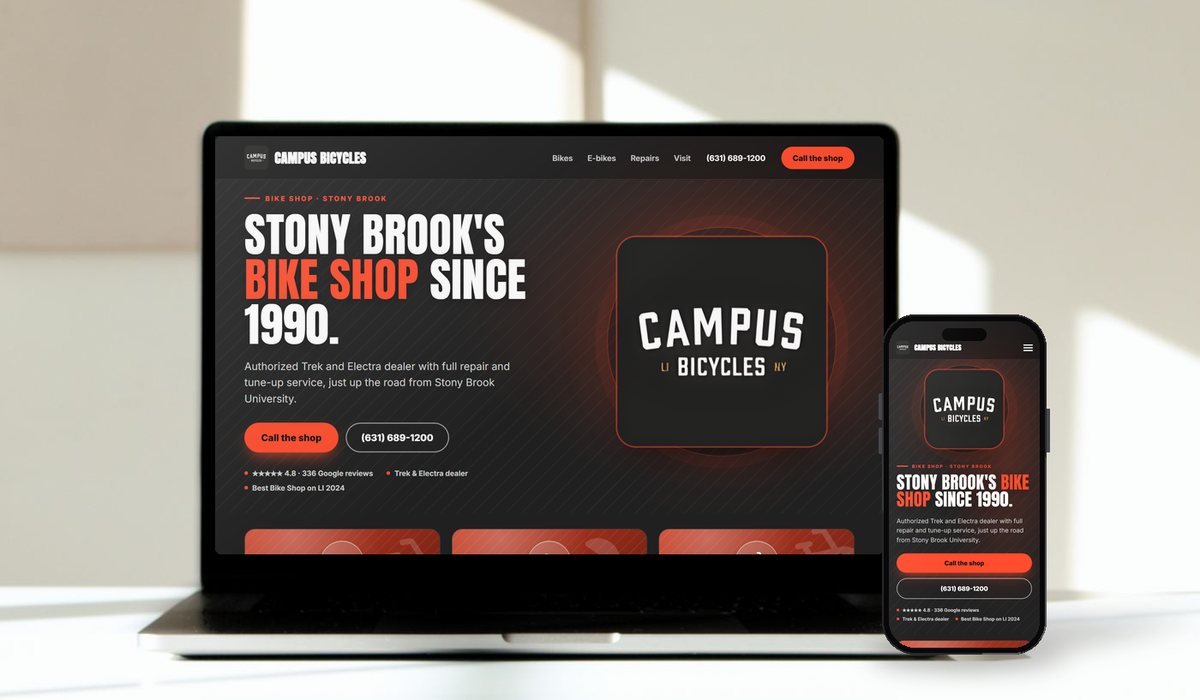 CAMPUS
BICYCLES
CAMPUS BICYCLES
Bikes E-bikes Repairs Visit (631) 689-1200 Call the shop
BIKE SHOP · STONY BROOK
STONY BROOK'S
BIKE SHOP SINCE
1990.
Authorized Trek and Electra dealer with full repair and
tune-up service, just up the road from Stony Brook
University.
Call the shop (631) 689-1200
★★★★★ 4.8 · 336 Google reviews Trek & Electra dealer
Best Bike Shop on LI 2024
CAMPUS
LI BICYCLES NY
CAMPUS BICYCLES
CAMPUS
LI BICYCLES NY
BIKE SHOP · STONY BROOK
STONY BROOK'S BIKE
SHOP SINCE 1990.
Authorized Trek and Electra dealer with full
repair and tune-up service, just up the road
from Stony Brook University.
Call the shop
(631) 689-1200
★★★★★ 4.8 · 336 Google reviews
Trek & Electra dealer Best Bike Shop on LI 2024